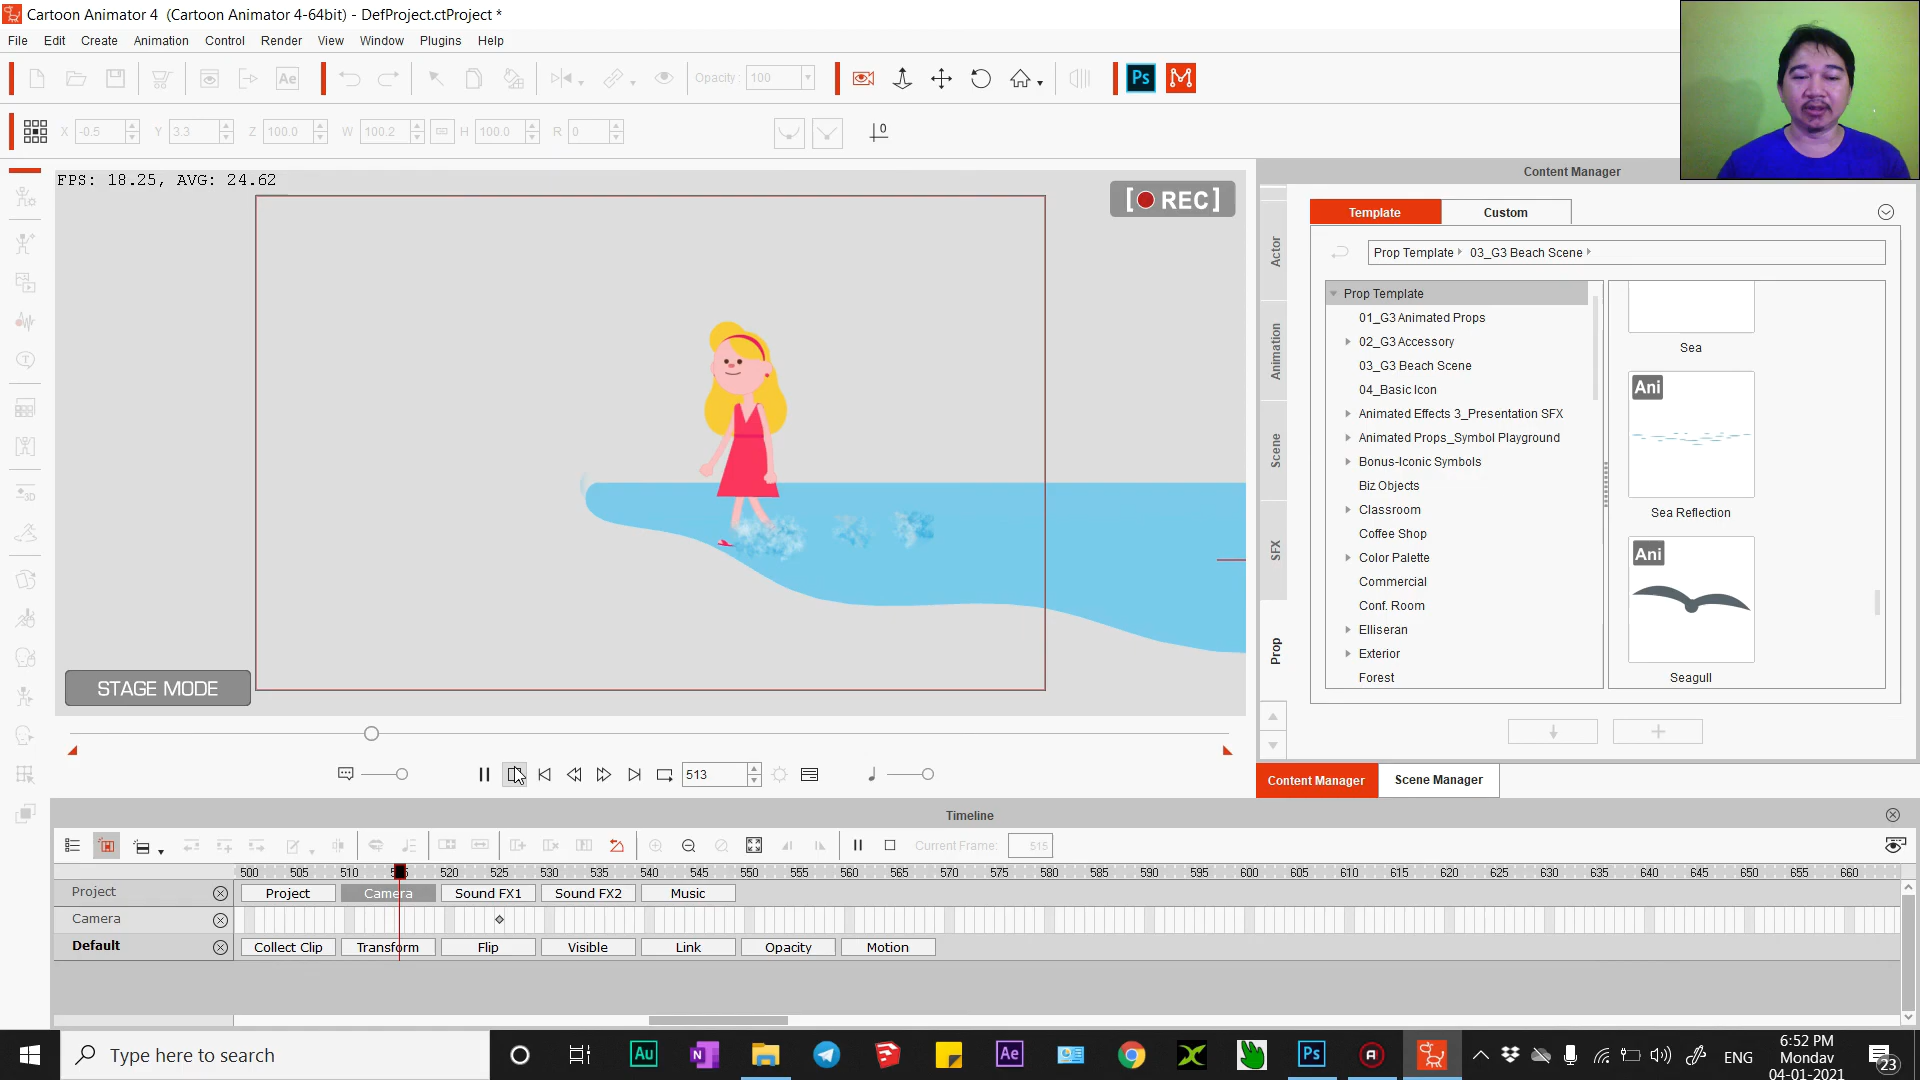 Cartoon Animator 4  (Cartoon Animator 4-64bit) - DefProject.ctProject *
File Edit Create Animation Control Render View Window Plugins Help
Ae Opacity : 100 Ps
X -0.5 Y 3.3 Z 100.0 W 100.2 H 100.0 R 0
FPS: 18.25, AVG: 24.62
[ REC]
STAGE MODE
Content Manager
Template Custom
Prop Template 03_G3 Beach Scene
Actor
Animation
Scene
SFX
Prop
Prop Template
01_G3 Animated Props
02_G3 Accessory
03_G3 Beach Scene
04_Basic Icon
Animated Effects 3_Presentation SFX
Animated Props_Symbol Playground
Bonus-Iconic Symbols
Biz Objects
Classroom
Coffee Shop
Color Palette
Commercial
Conf. Room
Elliseran
Exterior
Forest
Sea
Ani
Sea Reflection
Ani
Seagull
513
Content Manager Scene Manager
Timeline
Current Frame: 515
500 505 510 515 520 525 530 535 540 545 550 555 560 565 570 575 580 585 590 595 600 605 610 615 620 625 630 635 640 645 650 655 660
Project Project Camera Sound FX1 Sound FX2 Music
Camera
Default Collect Clip Transform Flip Visible Link Opacity Motion
Type here to search
Au N Ae Ps
ENG
6:52 PM
Monday
04-01-2021
23